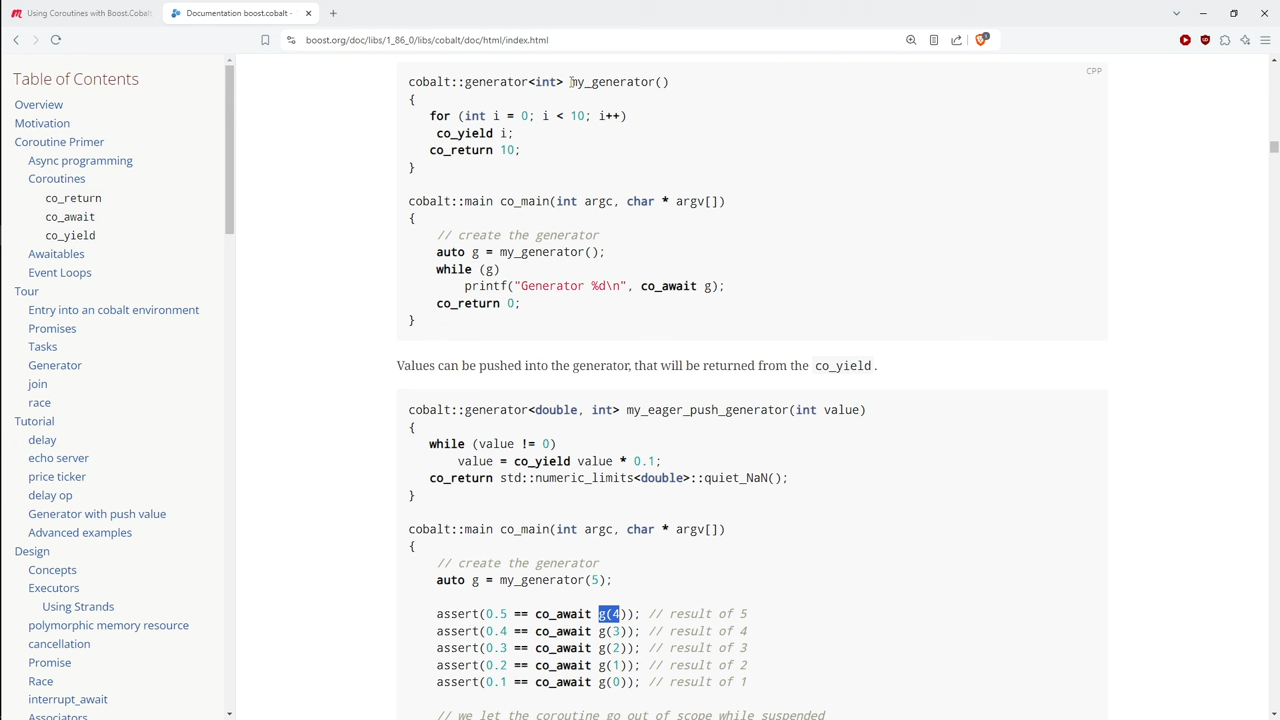 Using Coroutines with Boost.Cobalt
Documentation boost.cobalt -
boost.org/doc/libs/1_86_0/libs/cobalt/doc/html/index.html
Table of Contents
Overview
Motivation
Coroutine Primer
Async programming
Coroutines
co_return
co_await
co_yield
Awaitables
Event Loops
Tour
Entry into an cobalt environment
Promises
Tasks
Generator
join
race
Tutorial
delay
echo server
price ticker
delay op
Generator with push value
Advanced examples
Design
Concepts
Executors
Using Strands
polymorphic memory resource
cancellation
Promise
Race
interrupt_await
Associators
CPP
cobalt::generator<int> my_generator()
{
for (int i = 0; i < 10; i++)
co_yield i;
co_return 10;
}
cobalt::main co_main(int argc, char * argv[])
{
// create the generator
auto g = my_generator();
while (g)
printf("Generator %d\n", co_await g);
co_return 0;
}
Values can be pushed into the generator, that will be returned from the co_yield.
cobalt::generator<double, int> my_eager_push_generator(int value)
{
while (value != 0)
value = co_yield value * 0.1;
co_return std::numeric_limits<double>::quiet_NaN();
}
cobalt::main co_main(int argc, char * argv[])
{
// create the generator
auto g = my_generator(5);
assert(0.5 == co_await g(4)); // result of 5
assert(0.4 == co_await g(3)); // result of 4
assert(0.3 == co_await g(2)); // result of 3
assert(0.2 == co_await g(1)); // result of 2
assert(0.1 == co_await g(0)); // result of 1
// we let the coroutine go out of scope while suspended